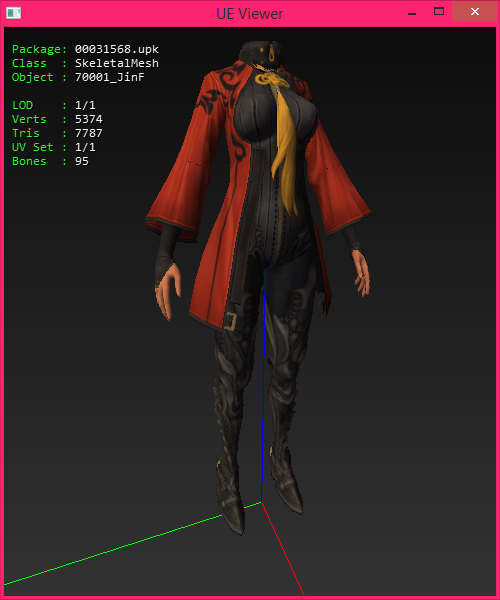 UE Viewer
Package: 00031568.upk
Class  : SkeletalMesh
Object : 70001_JinF
LOD    : 1/1
Verts  : 5374
Tris   : 7787
UV Set : 1/1
Bones  : 95